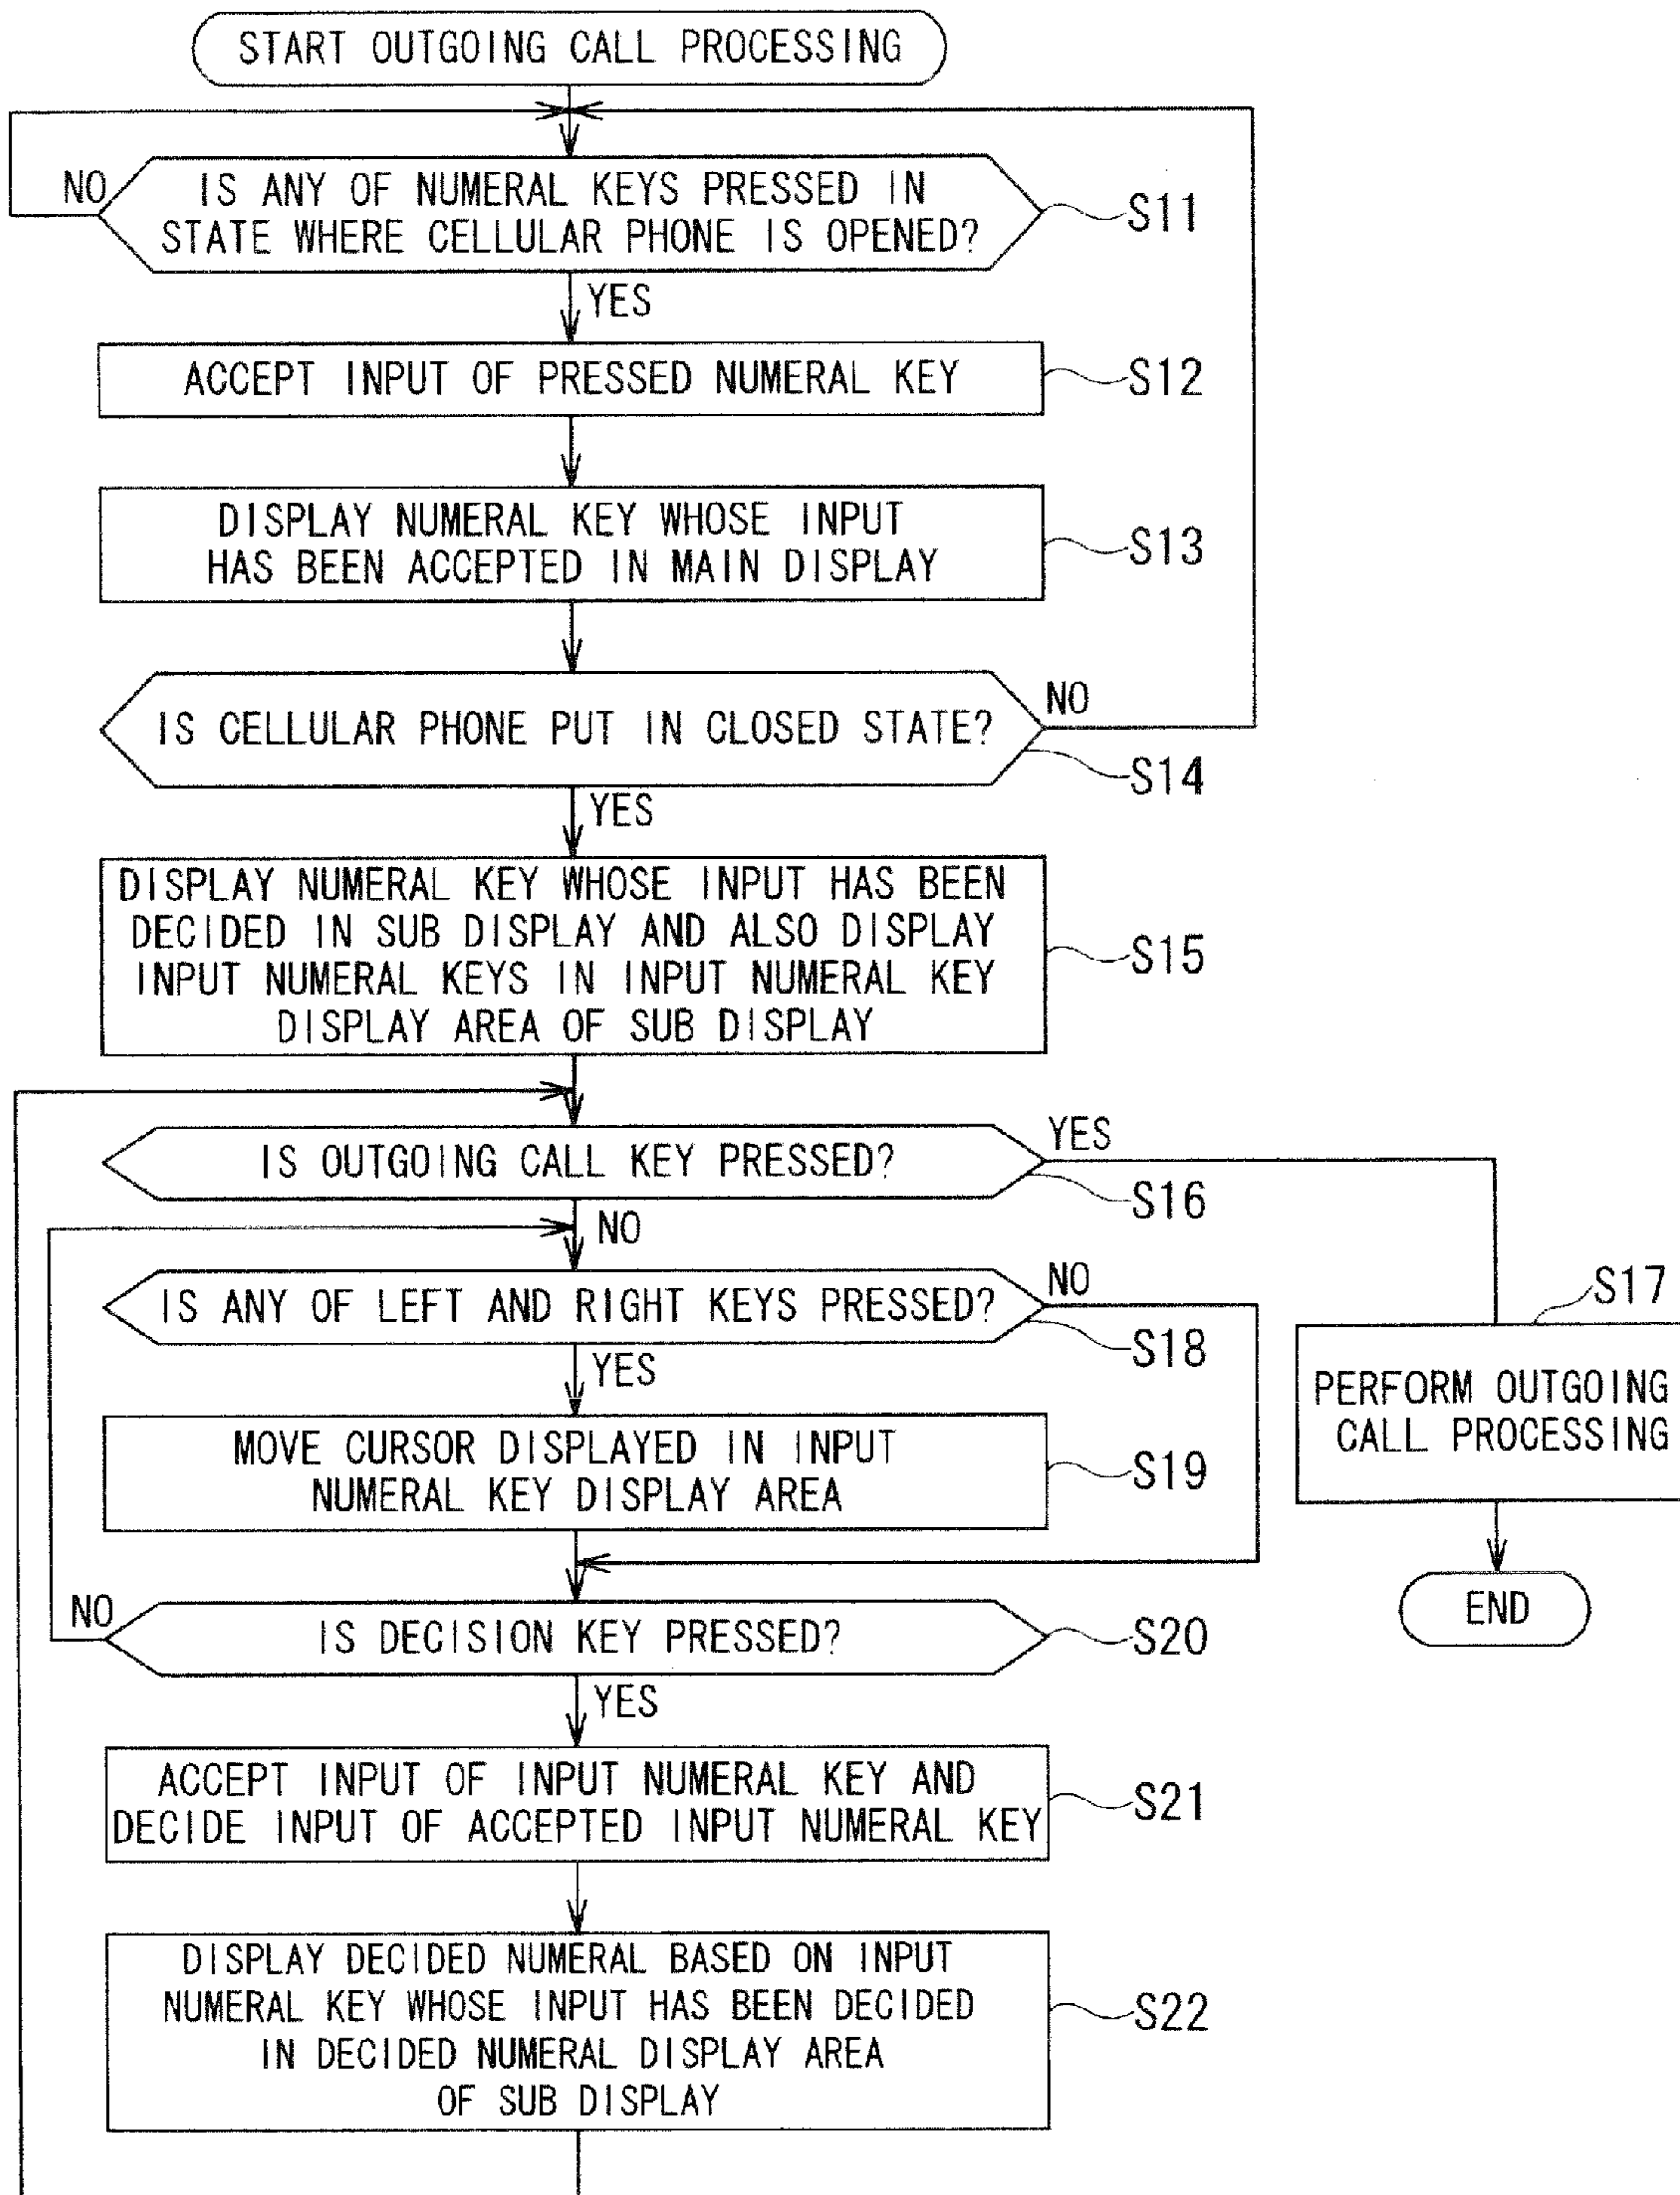 START OUTGOING CALL PROCESSING
NO
IS ANY OF NUMERAL KEYS PRESSED IN
STATE WHERE CELLULAR PHONE IS OPENED?
S11
YES
ACCEPT INPUT OF PRESSED NUMERAL KEY
S12
DISPLAY NUMERAL KEY WHOSE INPUT
HAS BEEN ACCEPTED IN MAIN DISPLAY
S13
NO
IS CELLULAR PHONE PUT IN CLOSED STATE?
S14
YES
DISPLAY NUMERAL KEY WHOSE INPUT HAS BEEN
DECIDED IN SUB DISPLAY AND ALSO DISPLAY
INPUT NUMERAL KEYS IN INPUT NUMERAL KEY
DISPLAY AREA OF SUB DISPLAY
S15
YES
IS OUTGOING CALL KEY PRESSED?
S16
NO
NO
IS ANY OF LEFT AND RIGHT KEYS PRESSED?
S18
S17
YES
PERFORM OUTGOING
CALL PROCESSING
MOVE CURSOR DISPLAYED IN INPUT
NUMERAL KEY DISPLAY AREA
S19
END
NO
IS DECISION KEY PRESSED?
S20
YES
ACCEPT INPUT OF INPUT NUMERAL KEY AND
DECIDE INPUT OF ACCEPTED INPUT NUMERAL KEY
S21
DISPLAY DECIDED NUMERAL BASED ON INPUT
NUMERAL KEY WHOSE INPUT HAS BEEN DECIDED
IN DECIDED NUMERAL DISPLAY AREA
OF SUB DISPLAY
S22